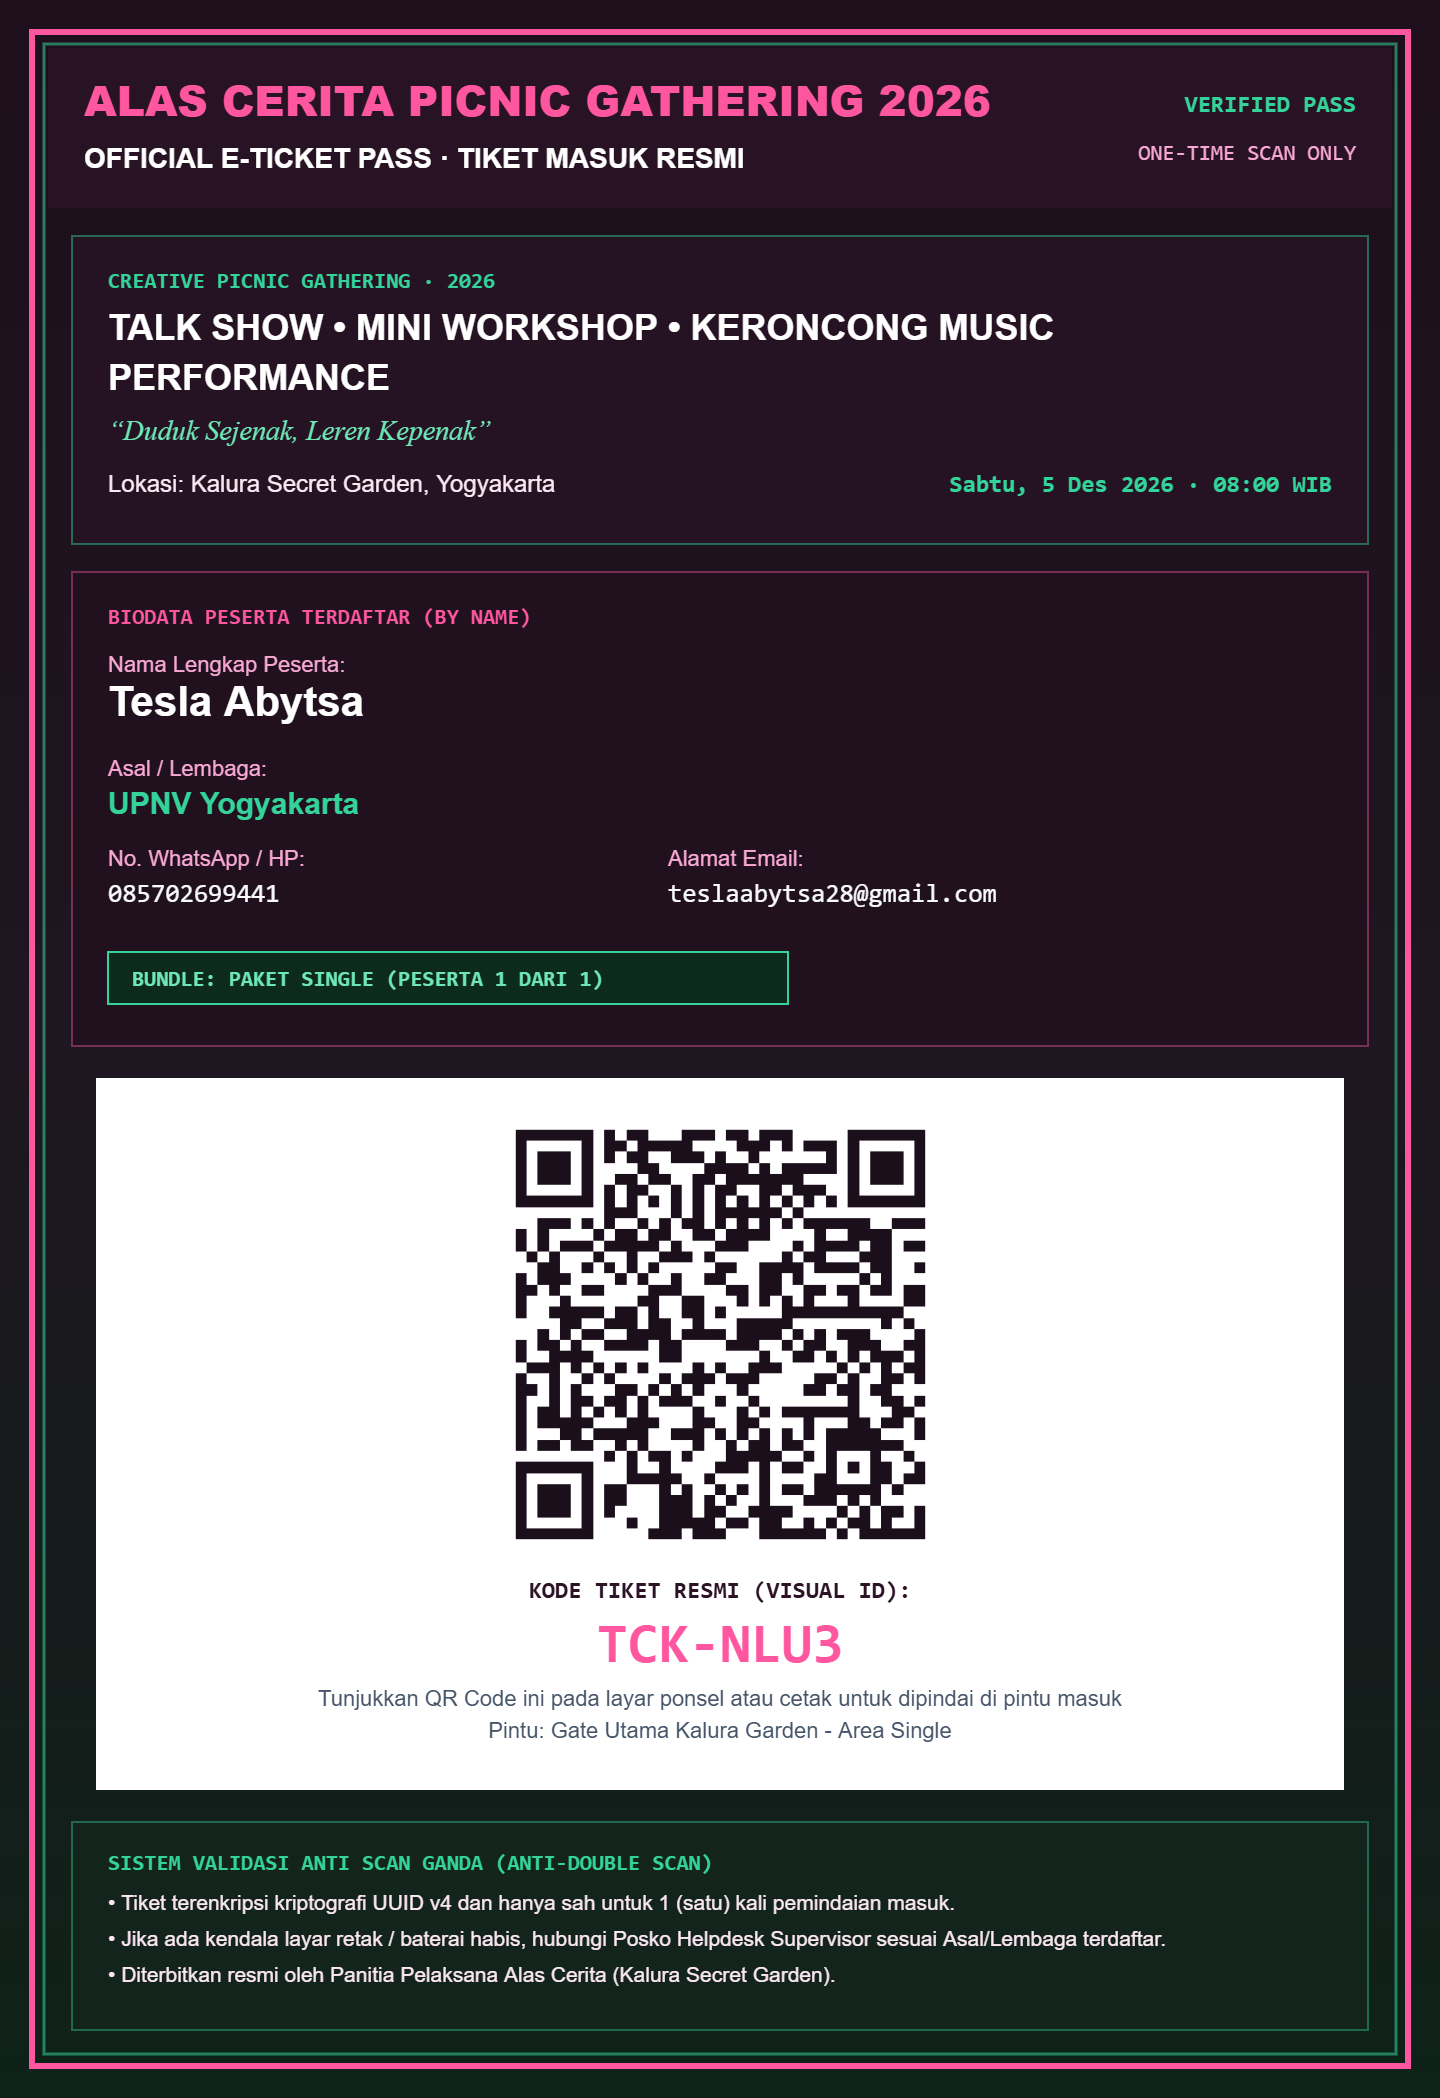 ALAS CERITA PICNIC GATHERING 2026
OFFICIAL E-TICKET PASS · TIKET MASUK RESMI
VERIFIED PASS
ONE-TIME SCAN ONLY
CREATIVE PICNIC GATHERING · 2026
TALK SHOW • MINI WORKSHOP • KERONCONG MUSIC
PERFORMANCE
“Duduk Sejenak, Leren Kepenak”
Lokasi: Kalura Secret Garden, Yogyakarta
Sabtu, 5 Des 2026 · 08:00 WIB
BIODATA PESERTA TERDAFTAR (BY NAME)
Nama Lengkap Peserta:
Tesla Abytsa
Asal / Lembaga:
UPNV Yogyakarta
No. WhatsApp / HP:
085702699441
Alamat Email:
teslaabytsa28@gmail.com
BUNDLE: PAKET SINGLE (PESERTA 1 DARI 1)
KODE TIKET RESMI (VISUAL ID):
TCK-NLU3
Tunjukkan QR Code ini pada layar ponsel atau cetak untuk dipindai di pintu masuk
Pintu: Gate Utama Kalura Garden - Area Single
SISTEM VALIDASI ANTI SCAN GANDA (ANTI-DOUBLE SCAN)
• Tiket terenkripsi kriptografi UUID v4 dan hanya sah untuk 1 (satu) kali pemindaian masuk.
• Jika ada kendala layar retak / baterai habis, hubungi Posko Helpdesk Supervisor sesuai Asal/Lembaga terdaftar.
• Diterbitkan resmi oleh Panitia Pelaksana Alas Cerita (Kalura Secret Garden).